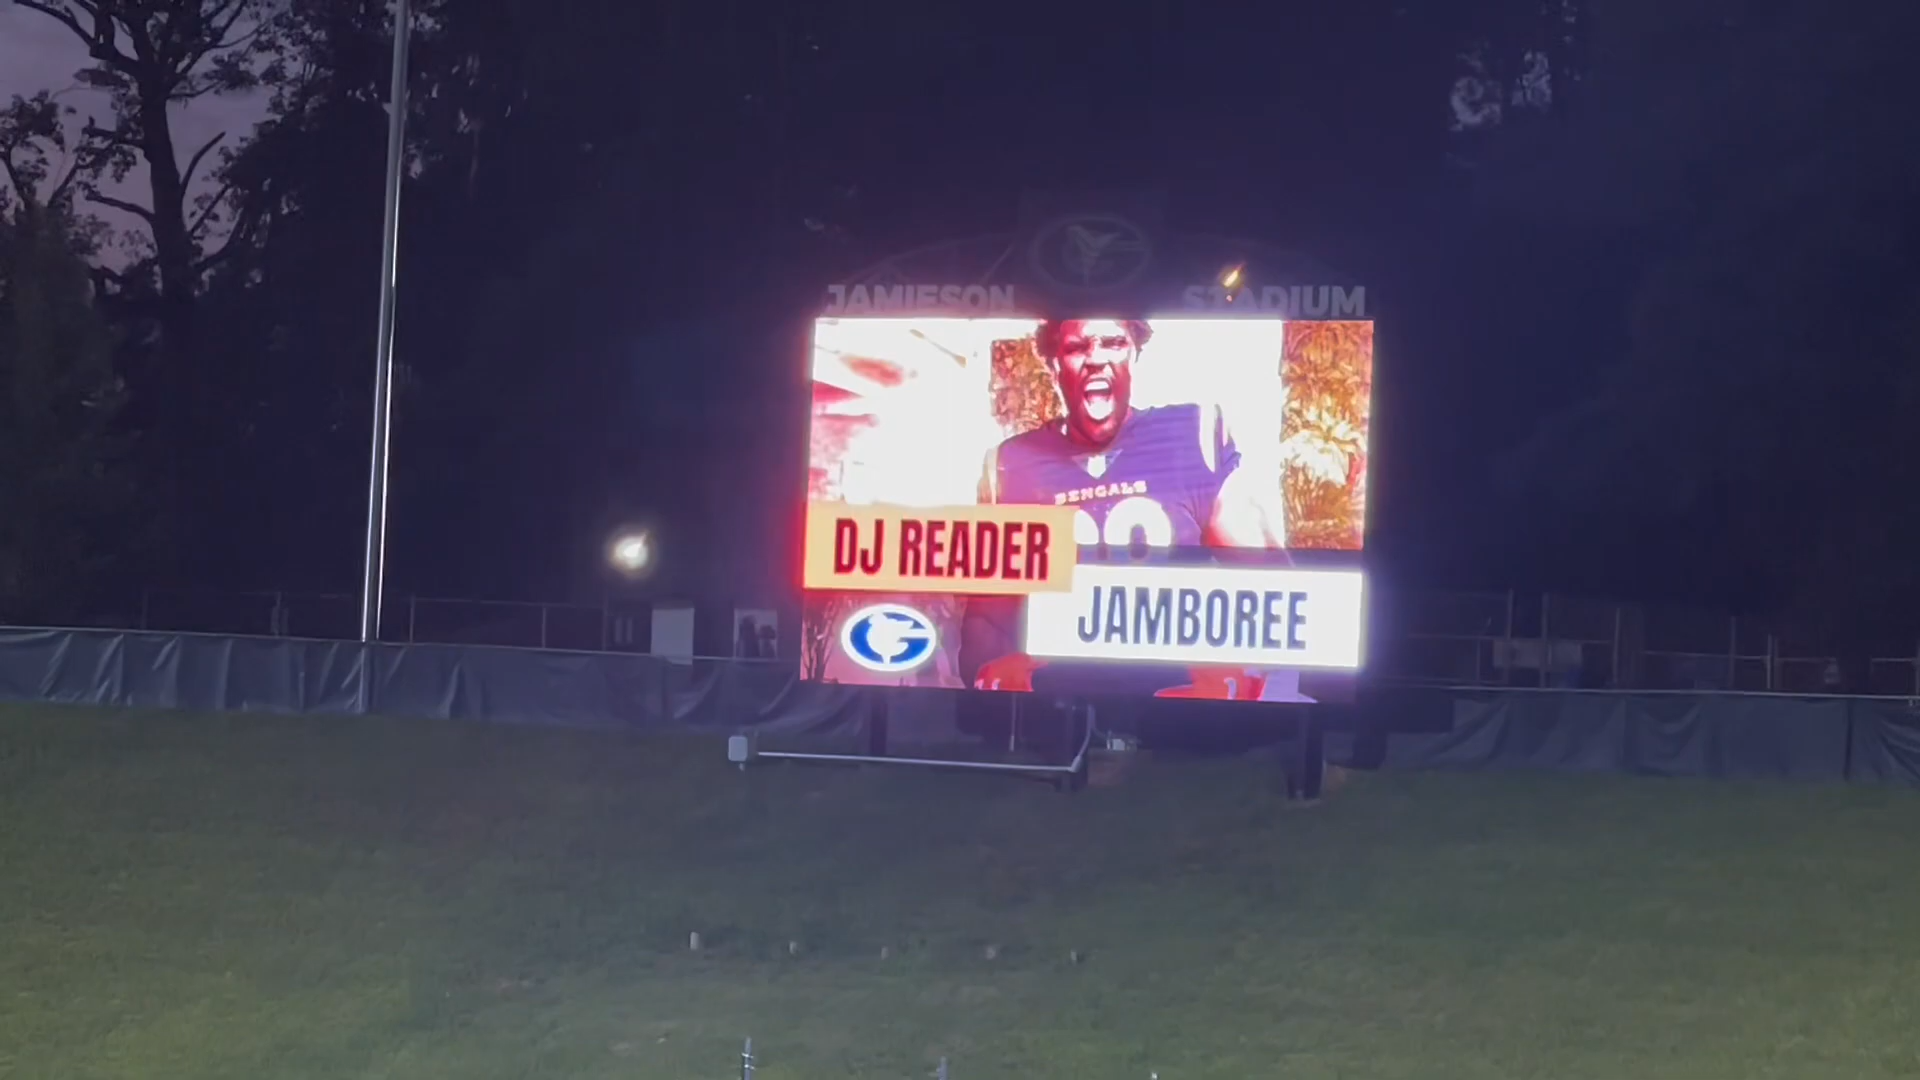 JAMIESON STADIUM
BENGALS
DJ READER
JAMBOREE
G